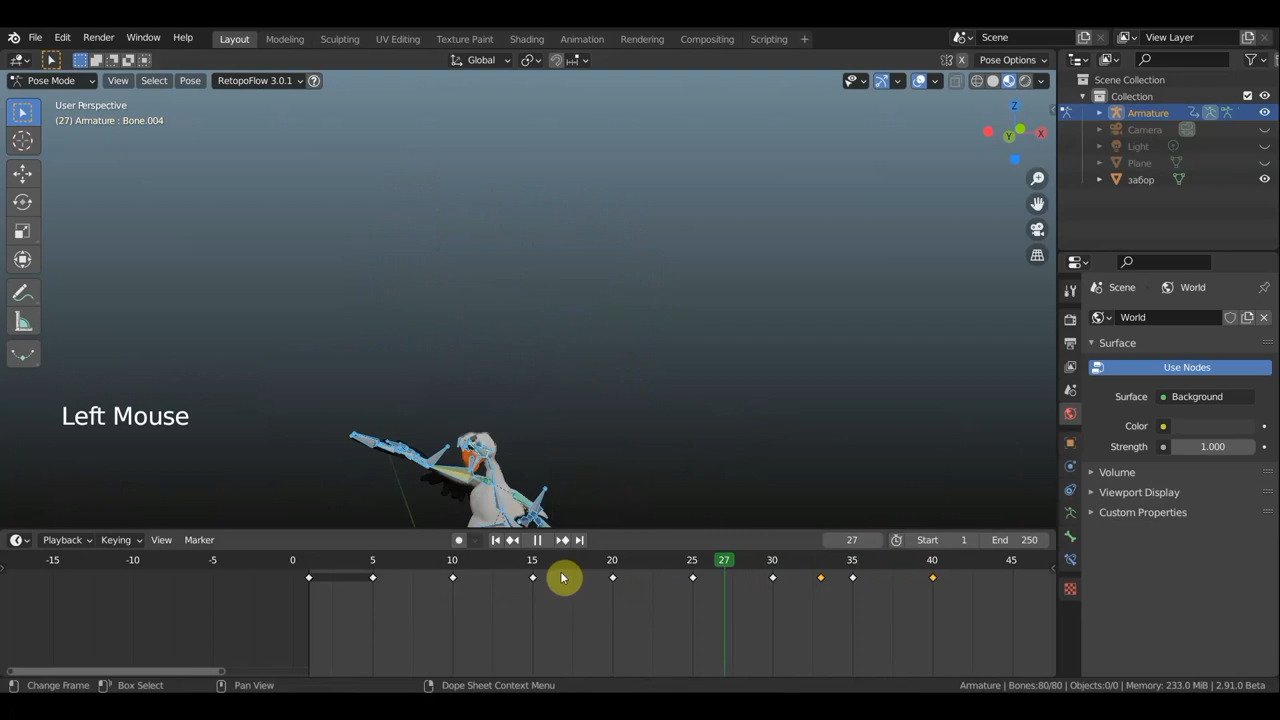 File Edit Render Window Help Layout Modeling Sculpting UV Editing Texture Paint Shading Animation Rendering Compositing Scripting + Scene View Layer
Global X Pose Options
Pose Mode View Select Pose RetopoFlow 3.0.1
User Perspective
(27) Armature : Bone.004
Z
Y X
Scene Collection
Collection
Armature
Camera
Light
Plane
забор
Scene World
World
Surface
Use Nodes
Surface Background
Color
Strength 1.000
Volume
Viewport Display
Custom Properties
Left Mouse
Playback Keying View Marker 27 Start 1 End 250
-15 -10 -5 0 5 10 15 20 25 27 30 35 40 45
Change Frame Box Select Pan View Dope Sheet Context Menu Armature | Bones:80/80 | Objects:0/0 | Memory: 233.0 MiB | 2.91.0 Beta